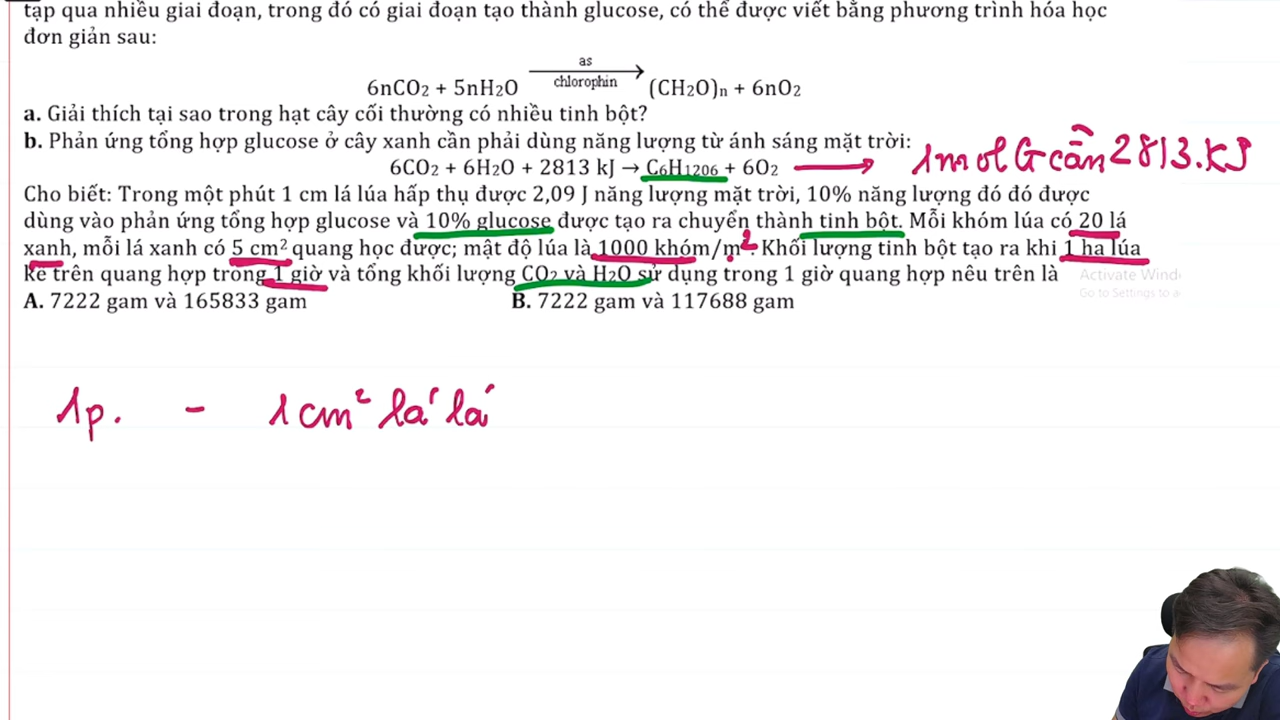 tạp qua nhiều giai đoạn, trong đó có giai đoạn tạo thành glucose, có thể được viết bằng phương trình hóa học
đơn giản sau:
as
6nCO2 + 5nH2O chlorophin (CH2O)n + 6nO2
a. Giải thích tại sao trong hạt cây cối thường có nhiều tinh bột?
b. Phản ứng tổng hợp glucose ở cây xanh cần phải dùng năng lượng từ ánh sáng mặt trời:
6CO2 + 6H2O + 2813 kJ → C6H12O6 + 6O2 1mol G cần 2813.KJ
Cho biết: Trong một phút 1 cm lá lúa hấp thụ được 2,09 J năng lượng mặt trời, 10% năng lượng đó đó được
dùng vào phản ứng tổng hợp glucose và 10% glucose được tạo ra chuyển thành tinh bột. Mỗi khóm lúa có 20 lá
xanh, mỗi lá xanh có 5 cm2 quang học được; mật độ lúa là 1000 khóm/m2. Khối lượng tinh bột tạo ra khi 1 ha lúa
kể trên quang hợp trong 1 giờ và tổng khối lượng CO2 và H2O sử dụng trong 1 giờ quang hợp nêu trên là
Activate Wind
Go to Settings to a
A. 7222 gam và 165833 gam B. 7222 gam và 117688 gam
1p. - 1cm2 lá lá